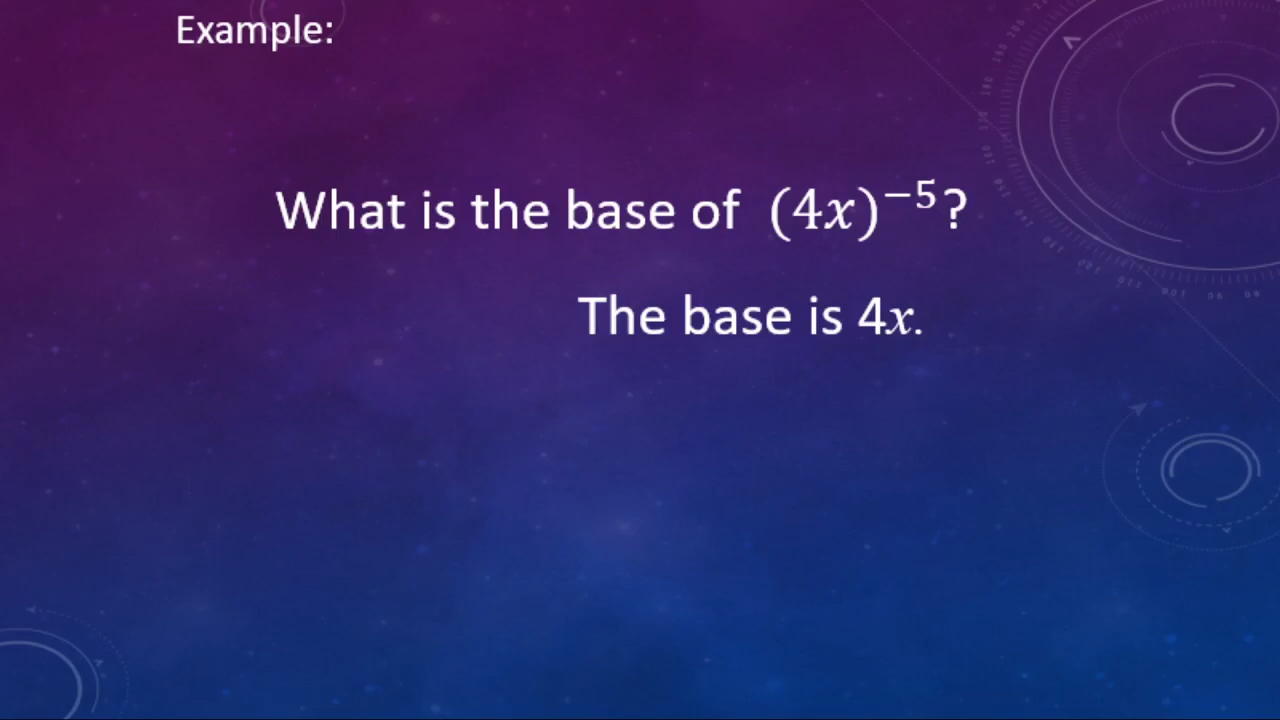 Example:
What is the base of (4x)⁻⁵?
The base is 4x.